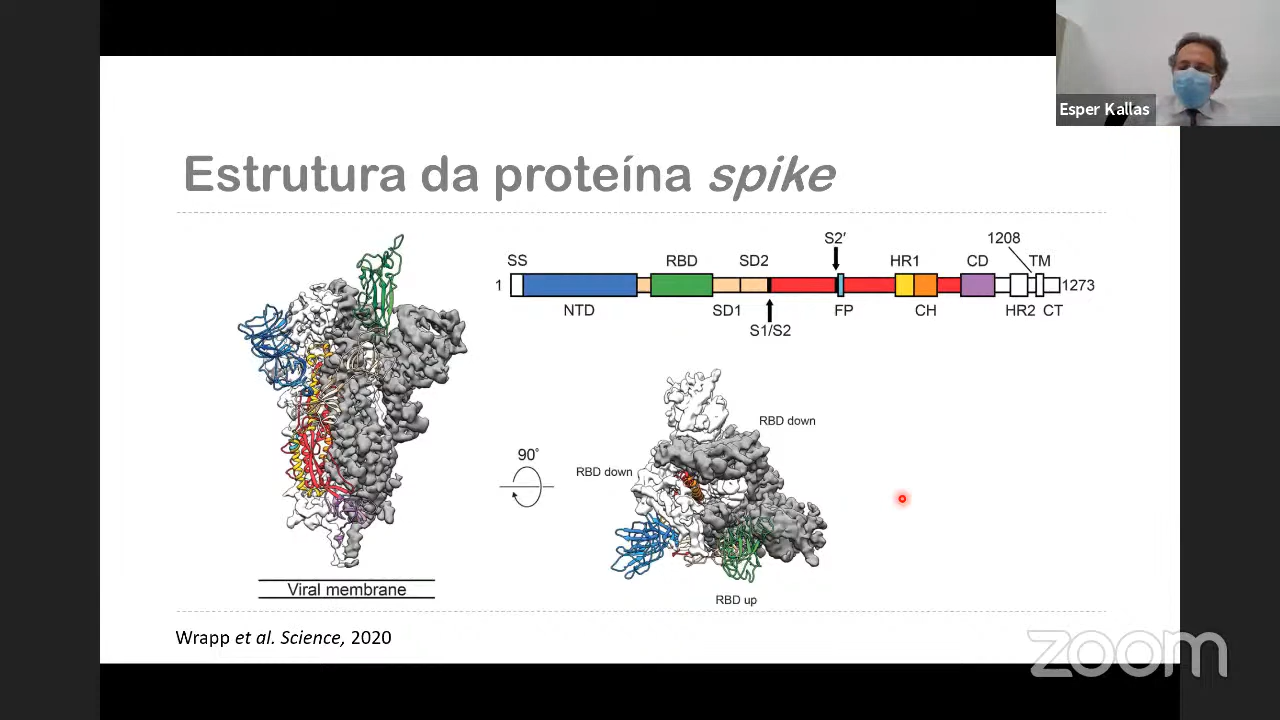 Esper Kallas
Estrutura da proteína spike
S2′
1208
SS
RBD
SD2
HR1
CD
TM
1
1273
NTD
SD1
FP
CH
HR2
CT
S1/S2
RBD down
90°
RBD down
Viral membrane
RBD up
Wrapp et al. Science, 2020
zoom